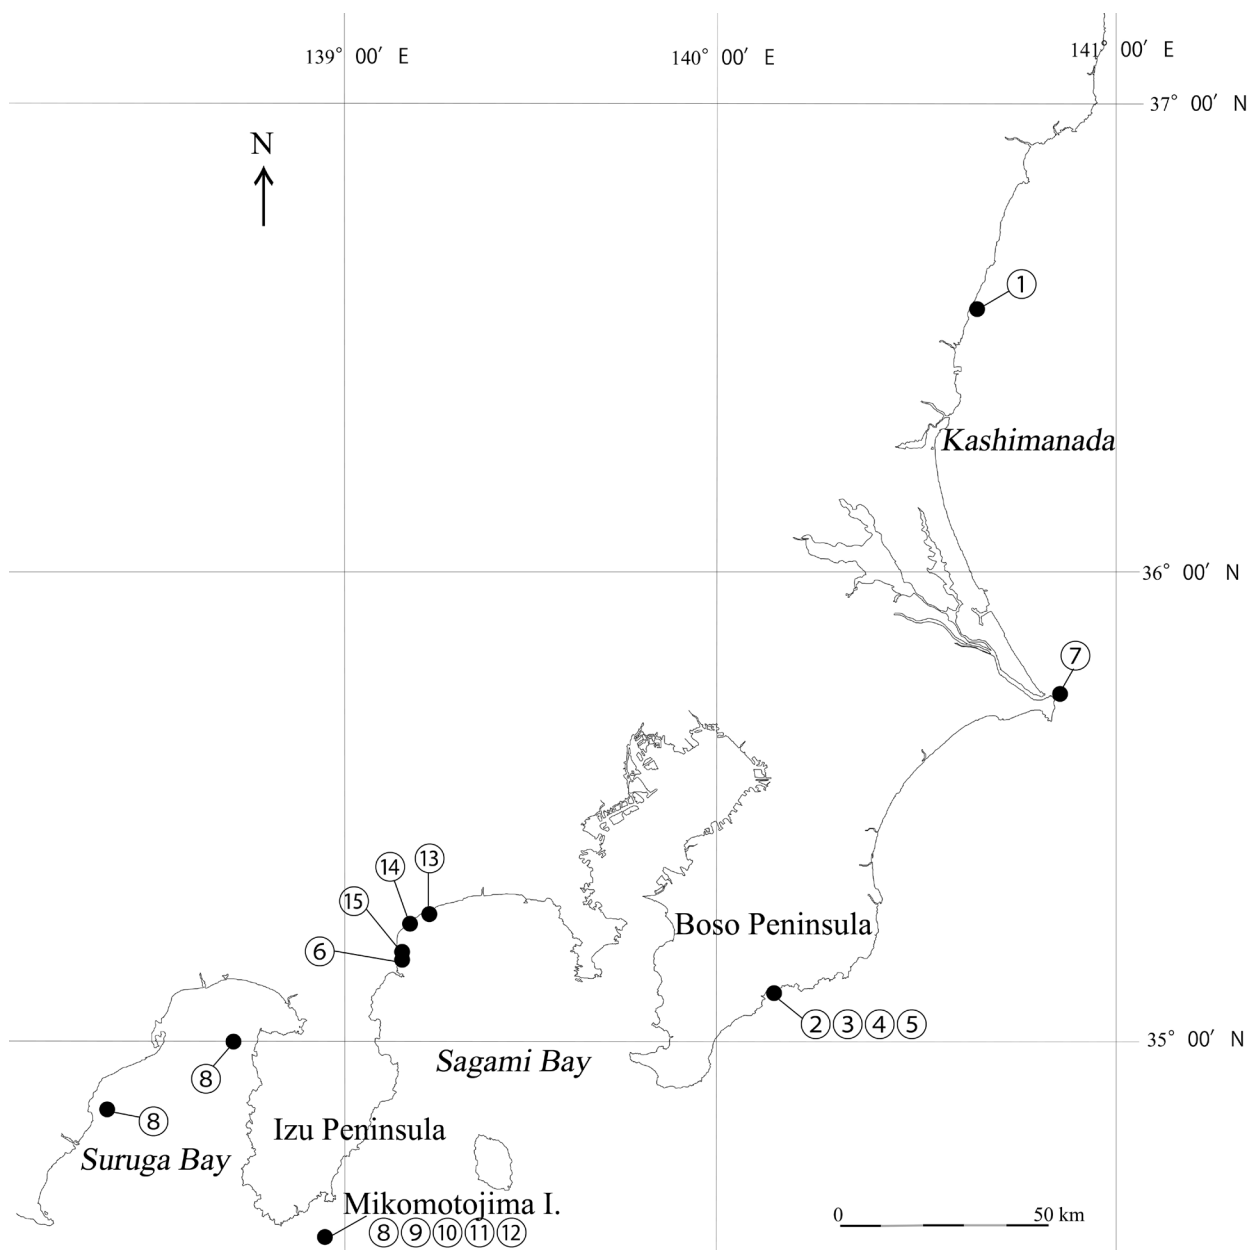 139° 00′ E
140° 00′ E
141° 00′ E
37° 00′ N
N
①
Kashimanada
36° 00′ N
⑦
⑭ ⑬
⑮
⑥
Boso Peninsula
② ③ ④ ⑤
35° 00′ N
Sagami Bay
⑧
⑧
Izu Peninsula
Suruga Bay
Mikomotojima I.
⑧ ⑨ ⑩ ⑪ ⑫
0 50 km